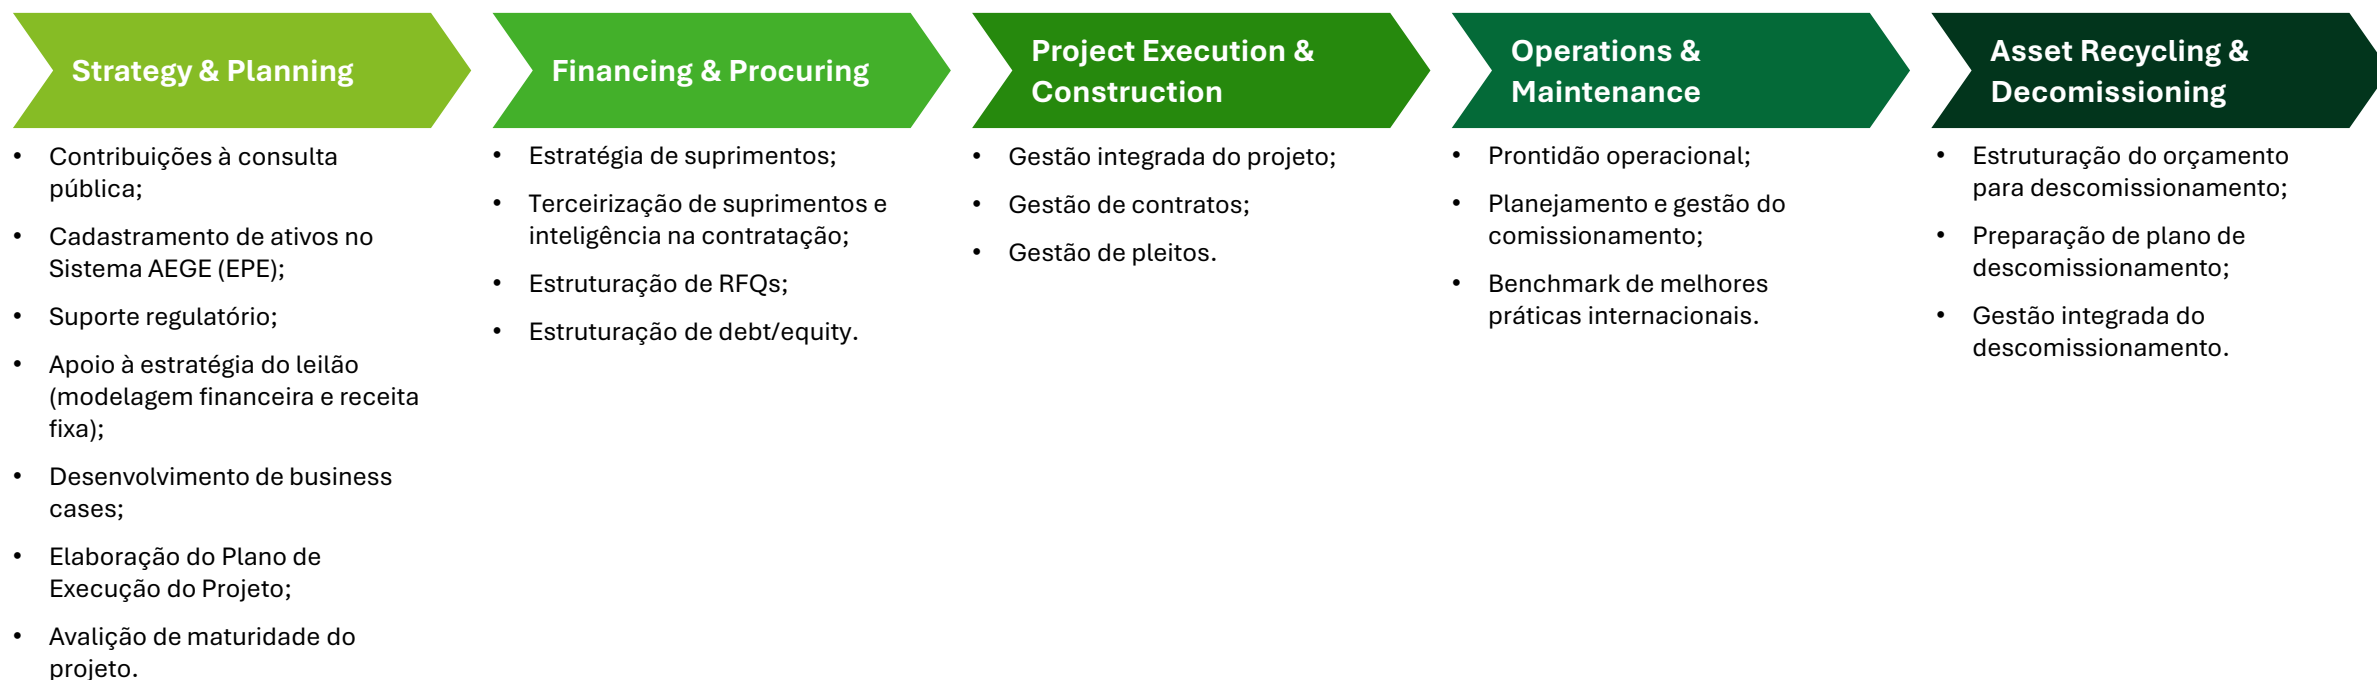 Strategy & Planning
• Contribuições à consulta
pública;
• Cadastramento de ativos no
Sistema AEGE (EPE);
• Suporte regulatório;
• Apoio à estratégia do leilão
(modelagem financeira e receita
fixa);
• Desenvolvimento de business
cases;
• Elaboração do Plano de
Execução do Projeto;
• Avalição de maturidade do
projeto.
Financing & Procuring
• Estratégia de suprimentos;
• Terceirização de suprimentos e
inteligência na contratação;
• Estruturação de RFQs;
• Estruturação de debt/equity.
Project Execution &
Construction
• Gestão integrada do projeto;
• Gestão de contratos;
• Gestão de pleitos.
Operations &
Maintenance
• Prontidão operacional;
• Planejamento e gestão do
comissionamento;
• Benchmark de melhores
práticas internacionais.
Asset Recycling &
Decomissioning
• Estruturação do orçamento
para descomissionamento;
• Preparação de plano de
descomissionamento;
• Gestão integrada do
descomissionamento.